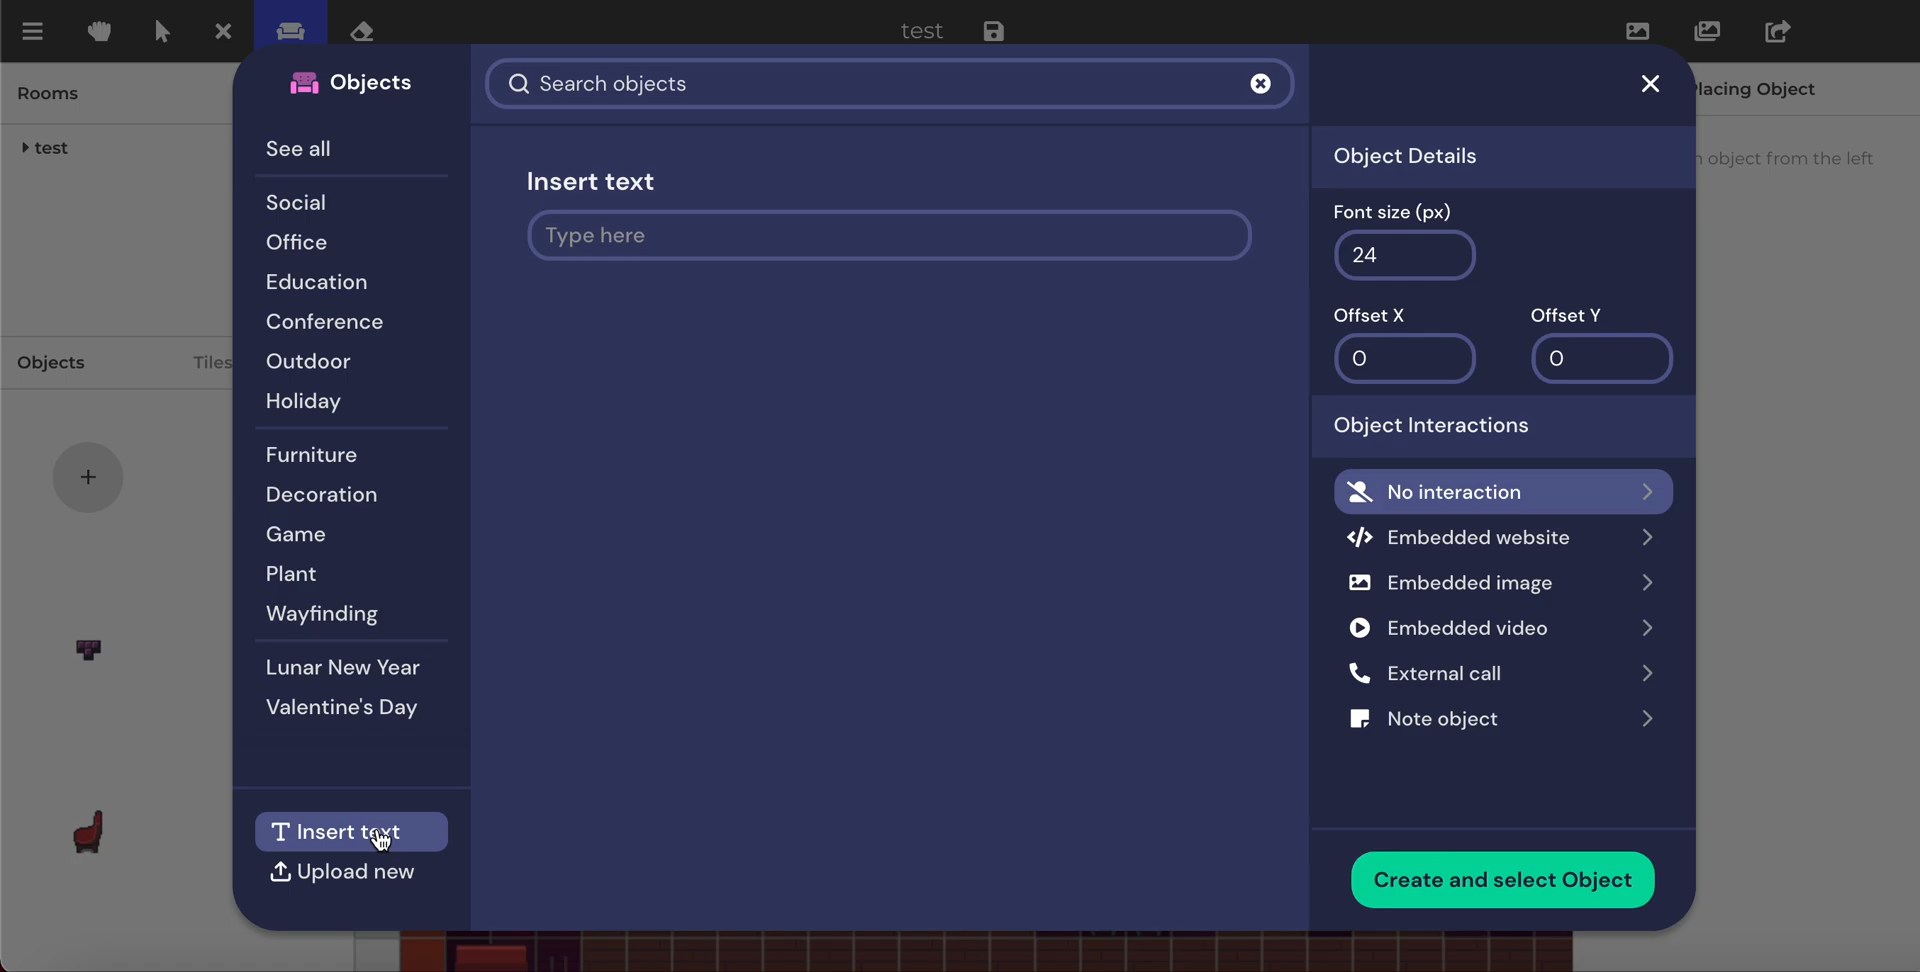 test
Rooms
test
Objects
Tiles
Objects
See all
Social
Office
Education
Conference
Outdoor
Holiday
Furniture
Decoration
Game
Plant
Wayfinding
Lunar New Year
Valentine's Day
Insert text
Upload new
Search objects
Insert text
Type here
lacing Object
object from the left
Object Details
Font size (px)
24
Offset X
Offset Y
0
0
Object Interactions
No interaction
Embedded website
Embedded image
Embedded video
External call
Note object
Create and select Object